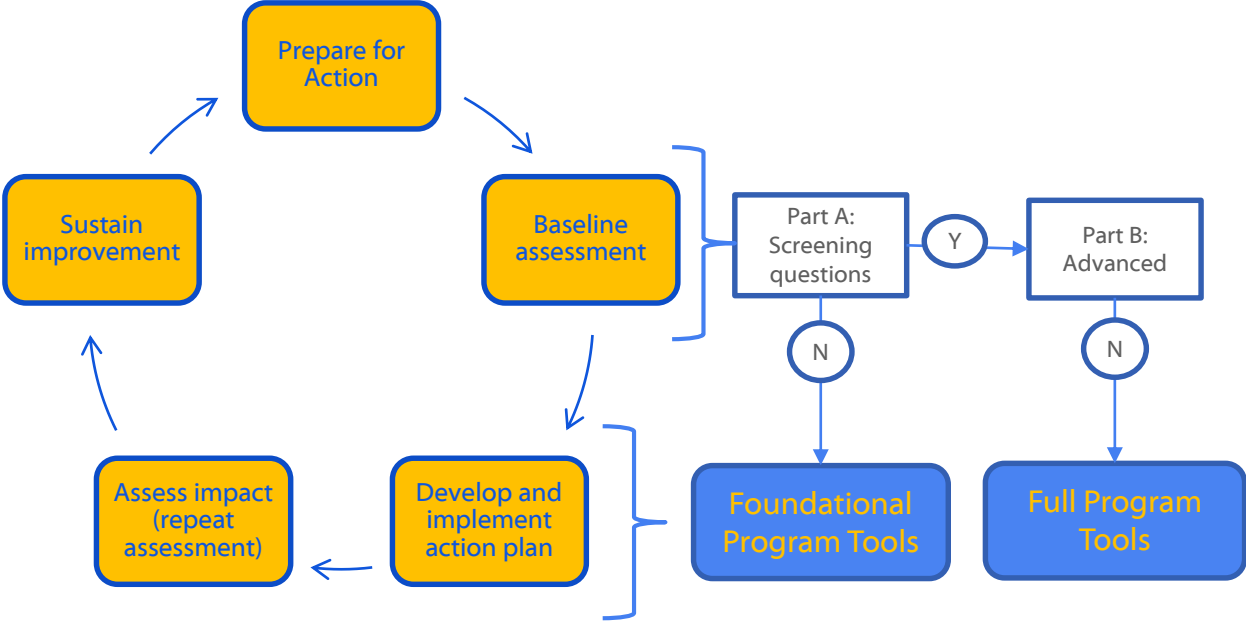 Prepare for
Action
Sustain
improvement
Baseline
assessment
Part A:
Screening
questions
Y
Part B:
Advanced
N
N
Assess impact
(repeat
assessment)
Develop and
implement
action plan
Foundational
Program Tools
Full Program
Tools